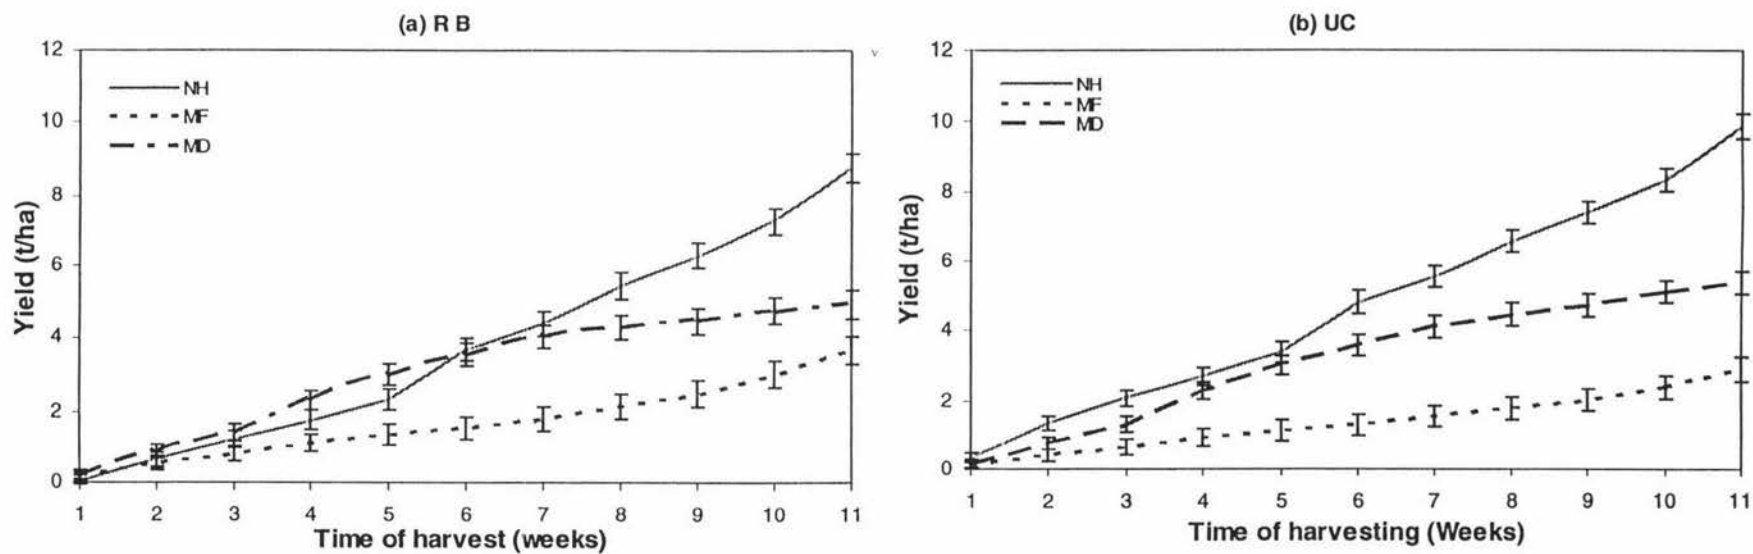 (a) R B
12
10
8
6
4
2
0
Yield (t/ha)
NH
MF
MD
1 2 3 4 5 6 7 8 9 10 11
Time of harvest (weeks)
(b) UC
12
10
8
6
4
2
0
Yield (t/ha)
NH
MF
MD
1 2 3 4 5 6 7 8 9 10 11
Time of harvesting (Weeks)